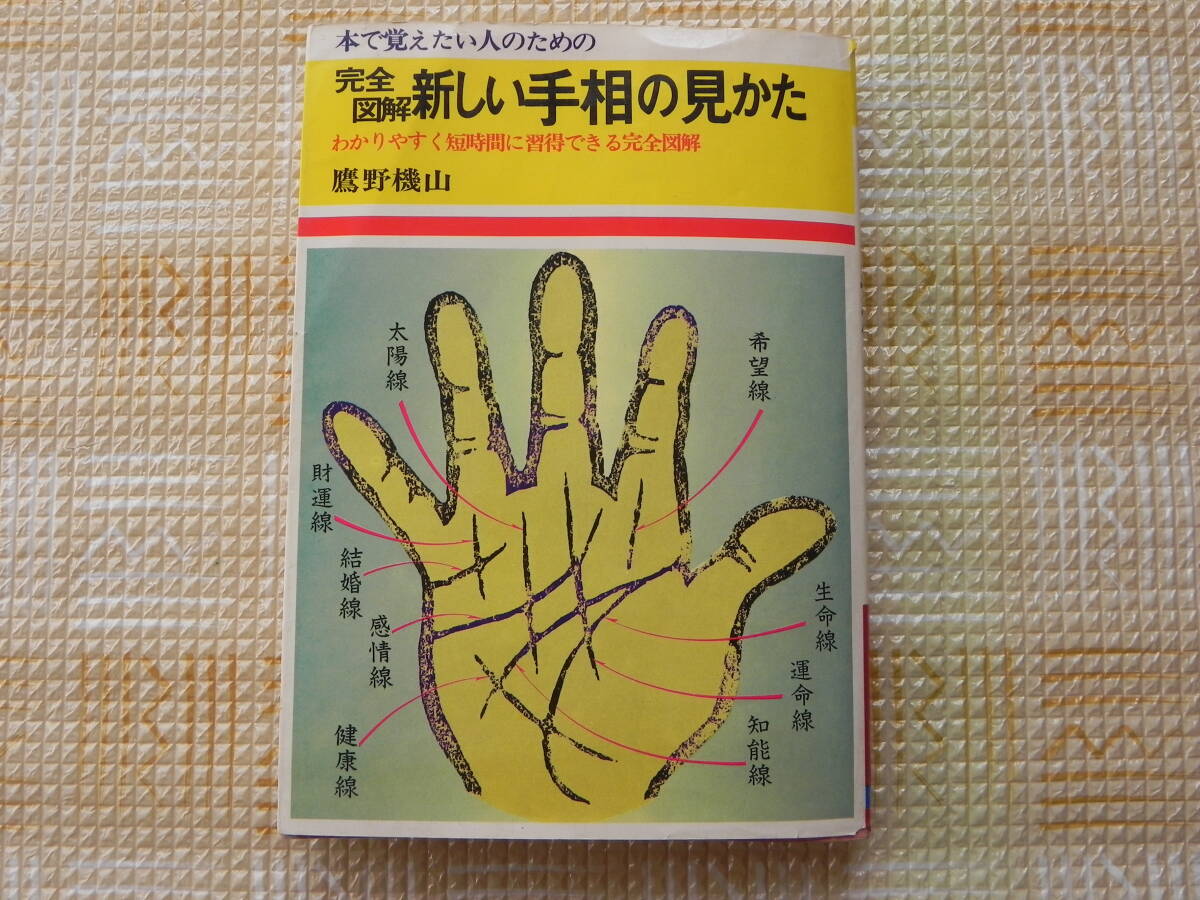 本で覚えたい人のための
完全図解新しい手相の見かた
わかりやすく短時間に習得できる完全図解
鷹野機山
太陽線
希望線
財運線
結婚線
感情線
健康線
生命線
運命線
知能線